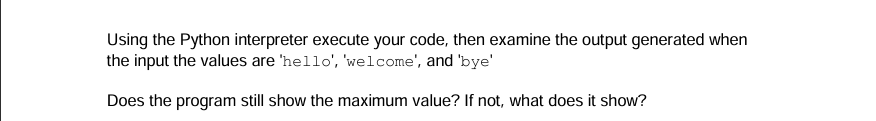 Using the Python interpreter execute your code, then examine the output generated when
the input the values are 'hello', 'welcome', and 'bye'
Does the program still show the maximum value? If not, what does it show?